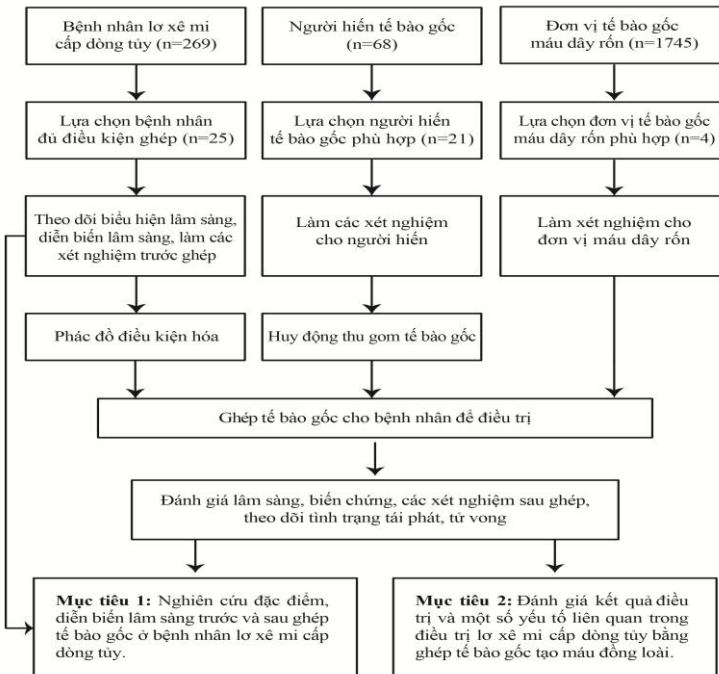 Bệnh nhân lơ xê mi
cấp dòng tủy (n=269)
Người hiến tế bào gốc
(n=68)
Đơn vị tế bào gốc
máu dây rốn (n=1745)
Lựa chọn bệnh nhân
đủ điều kiện ghép (n=25)
Lựa chọn người hiến
tế bào gốc phù hợp (n=21)
Lựa chọn đơn vị tế bào gốc
máu dây rốn phù hợp (n=4)
Theo dõi biểu hiện lâm sàng,
diễn biến lâm sàng, làm các
xét nghiệm trước ghép
Làm các xét nghiệm
cho người hiến
Làm xét nghiệm cho
đơn vị máu dây rốn
Phác đồ điều kiện hóa
Huy động thu gom tế bào gốc
Ghép tế bào gốc cho bệnh nhân để điều trị
Đánh giá lâm sàng, biến chứng, các xét nghiệm sau ghép,
theo dõi tình trạng tái phát, tử vong
Mục tiêu 1: Nghiên cứu đặc điểm,
diễn biến lâm sàng trước và sau ghép
tế bào gốc ở bệnh nhân lơ xê mi cấp
dòng tủy.
Mục tiêu 2: Đánh giá kết quả điều
trị và một số yếu tố liên quan trong
điều trị lơ xê mi cấp dòng tủy bằng
ghép tế bào gốc tạo máu đồng loài.